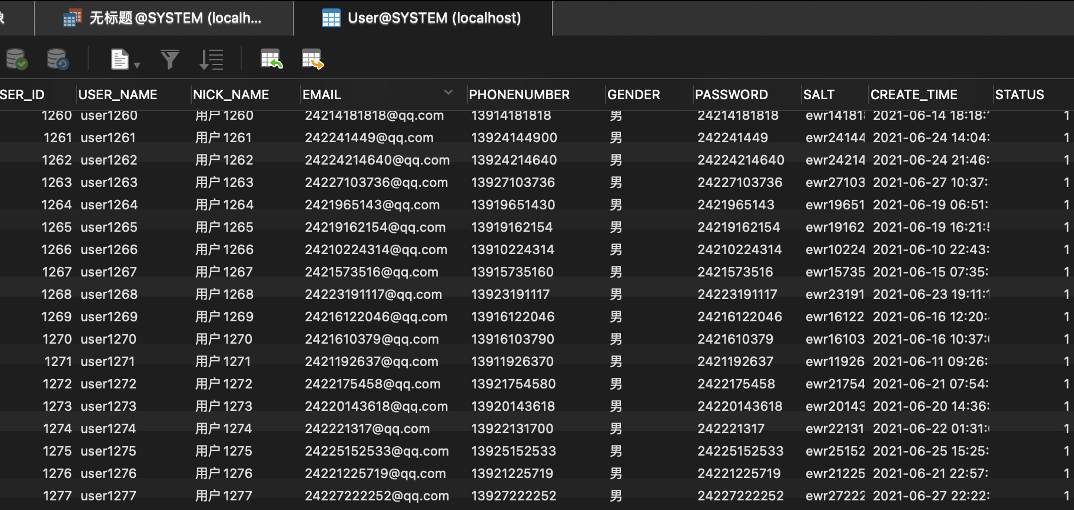 无标题 @SYSTEM (localh... User@SYSTEM (localhost)
SER_ID USER_NAME NICK_NAME EMAIL PHONENUMBER GENDER PASSWORD SALT CREATE_TIME STATUS
1260 user1260 用户 1260 24214181818@qq.com 13914181818 男 24214181818 ewr141818 2021-06-14 18:18: 1
1261 user1261 用户 1261 242241449@qq.com 13924144900 男 242241449 ewr24144 2021-06-24 14:04: 1
1262 user1262 用户 1262 24224214640@qq.com 13924214640 男 24224214640 ewr24214 2021-06-24 21:46: 1
1263 user1263 用户 1263 24227103736@qq.com 13927103736 男 24227103736 ewr27103 2021-06-27 10:37: 1
1264 user1264 用户 1264 2421965143@qq.com 13919651430 男 2421965143 ewr19651 2021-06-19 06:51: 1
1265 user1265 用户 1265 24219162154@qq.com 13919162154 男 24219162154 ewr19162 2021-06-19 16:21: 1
1266 user1266 用户 1266 24210224314@qq.com 13910224314 男 24210224314 ewr10224 2021-06-10 22:43: 1
1267 user1267 用户 1267 2421573516@qq.com 13915735160 男 2421573516 ewr15735 2021-06-15 07:35: 1
1268 user1268 用户 1268 24223191117@qq.com 13923191117 男 24223191117 ewr23191 2021-06-23 19:11: 1
1269 user1269 用户 1269 24216122046@qq.com 13916122046 男 24216122046 ewr16122 2021-06-16 12:20: 1
1270 user1270 用户 1270 2421610379@qq.com 13916103790 男 2421610379 ewr16103 2021-06-16 10:37: 1
1271 user1271 用户 1271 2421192637@qq.com 13911926370 男 2421192637 ewr11926 2021-06-11 09:26: 1
1272 user1272 用户 1272 2422175458@qq.com 13921754580 男 2422175458 ewr21754 2021-06-21 07:54: 1
1273 user1273 用户 1273 24220143618@qq.com 13920143618 男 24220143618 ewr20143 2021-06-20 14:36: 1
1274 user1274 用户 1274 242221317@qq.com 13922131700 男 242221317 ewr22131 2021-06-22 01:31: 1
1275 user1275 用户 1275 24225152533@qq.com 13925152533 男 24225152533 ewr25152 2021-06-25 15:25: 1
1276 user1276 用户 1276 24221225719@qq.com 13921225719 男 24221225719 ewr21225 2021-06-21 22:57: 1
1277 user1277 用户 1277 24227222252@qq.com 13927222252 男 24227222252 ewr27222 2021-06-27 22:22: 1